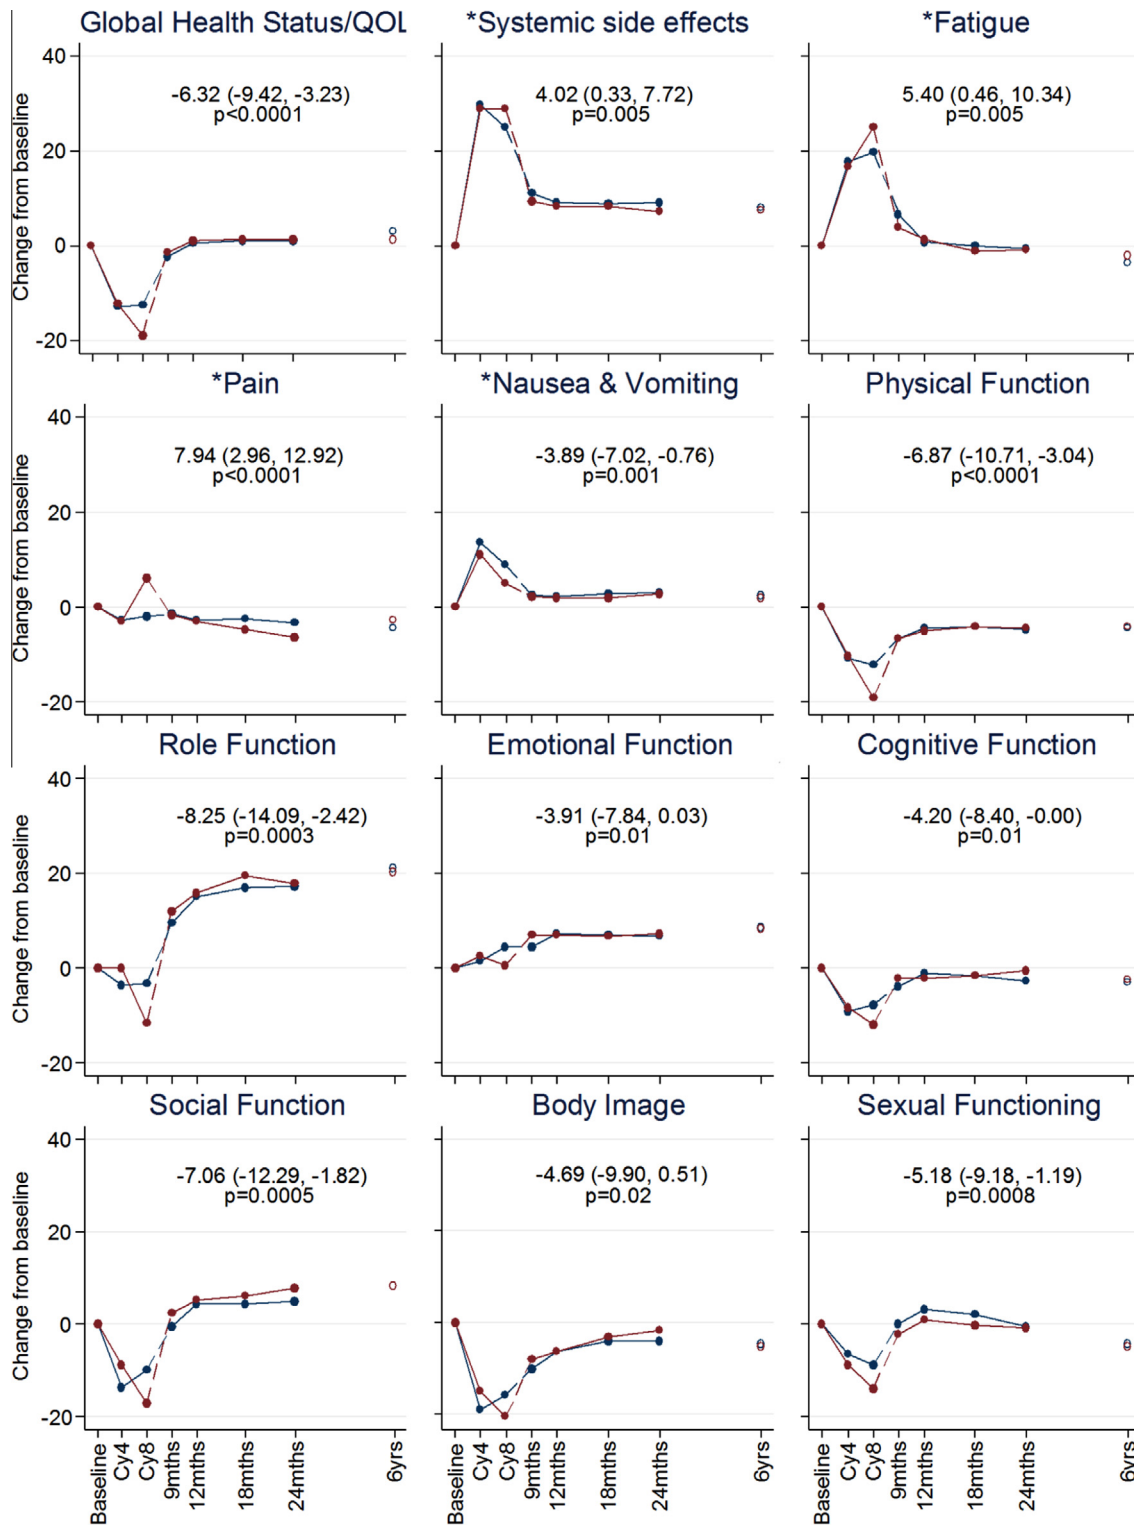 Global Health Status/QOL
*Systemic side effects
*Fatigue
Change from baseline
40
20
0
-20
-6.32 (-9.42, -3.23)
p<0.0001
4.02 (0.33, 7.72)
p=0.005
5.40 (0.46, 10.34)
p=0.005
*Pain
*Nausea & Vomiting
Physical Function
Change from baseline
40
20
0
-20
7.94 (2.96, 12.92)
p<0.0001
-3.89 (-7.02, -0.76)
p=0.001
-6.87 (-10.71, -3.04)
p<0.0001
Role Function
Emotional Function
Cognitive Function
Change from baseline
40
20
0
-20
-8.25 (-14.09, -2.42)
p=0.0003
-3.91 (-7.84, 0.03)
p=0.01
-4.20 (-8.40, -0.00)
p=0.01
Social Function
Body Image
Sexual Functioning
Change from baseline
40
20
0
-20
-7.06 (-12.29, -1.82)
p=0.0005
-4.69 (-9.90, 0.51)
p=0.02
-5.18 (-9.18, -1.19)
p=0.0008
Baseline
Cy4
Cy8
9mths
12mths
18mths
24mths
6yrs
Baseline
Cy4
Cy8
9mths
12mths
18mths
24mths
6yrs
Baseline
Cy4
Cy8
9mths
12mths
18mths
24mths
6yrs